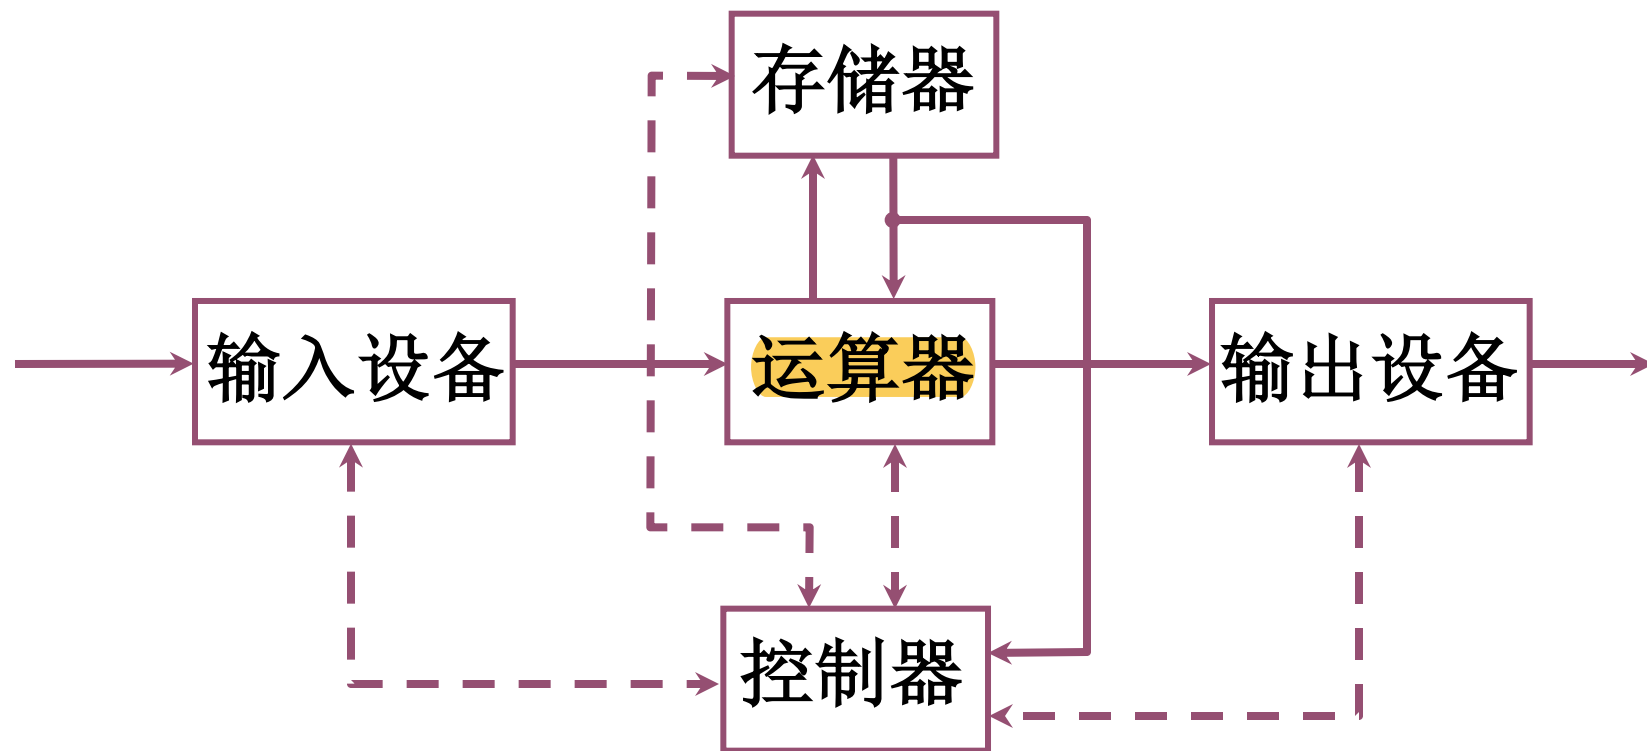 存储器
输入设备
运算器
输出设备
控制器